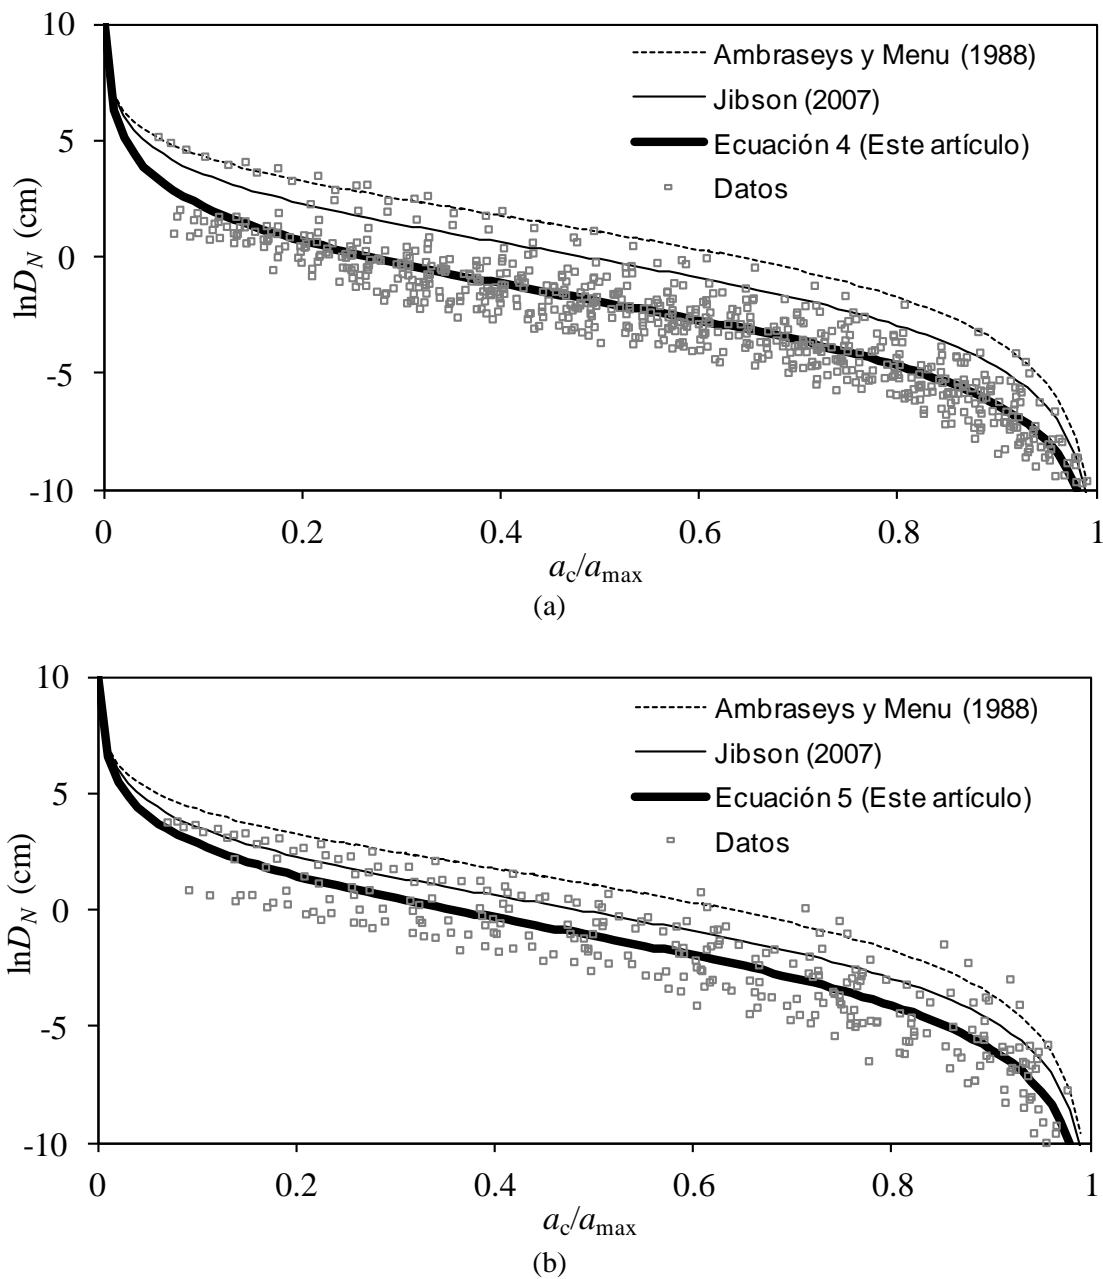 10
Ambraseys y Menu (1988)
Jibson (2007)
5
Ecuación 4 (Este artículo)
Datos
lnD_N (cm)
0
-5
-10
0 0.2 0.4 0.6 0.8 1
a_c/a_max
(a)
10
Ambraseys y Menu (1988)
Jibson (2007)
5
Ecuación 5 (Este artículo)
Datos
lnD_N (cm)
0
-5
-10
0 0.2 0.4 0.6 0.8 1
a_c/a_max
(b)